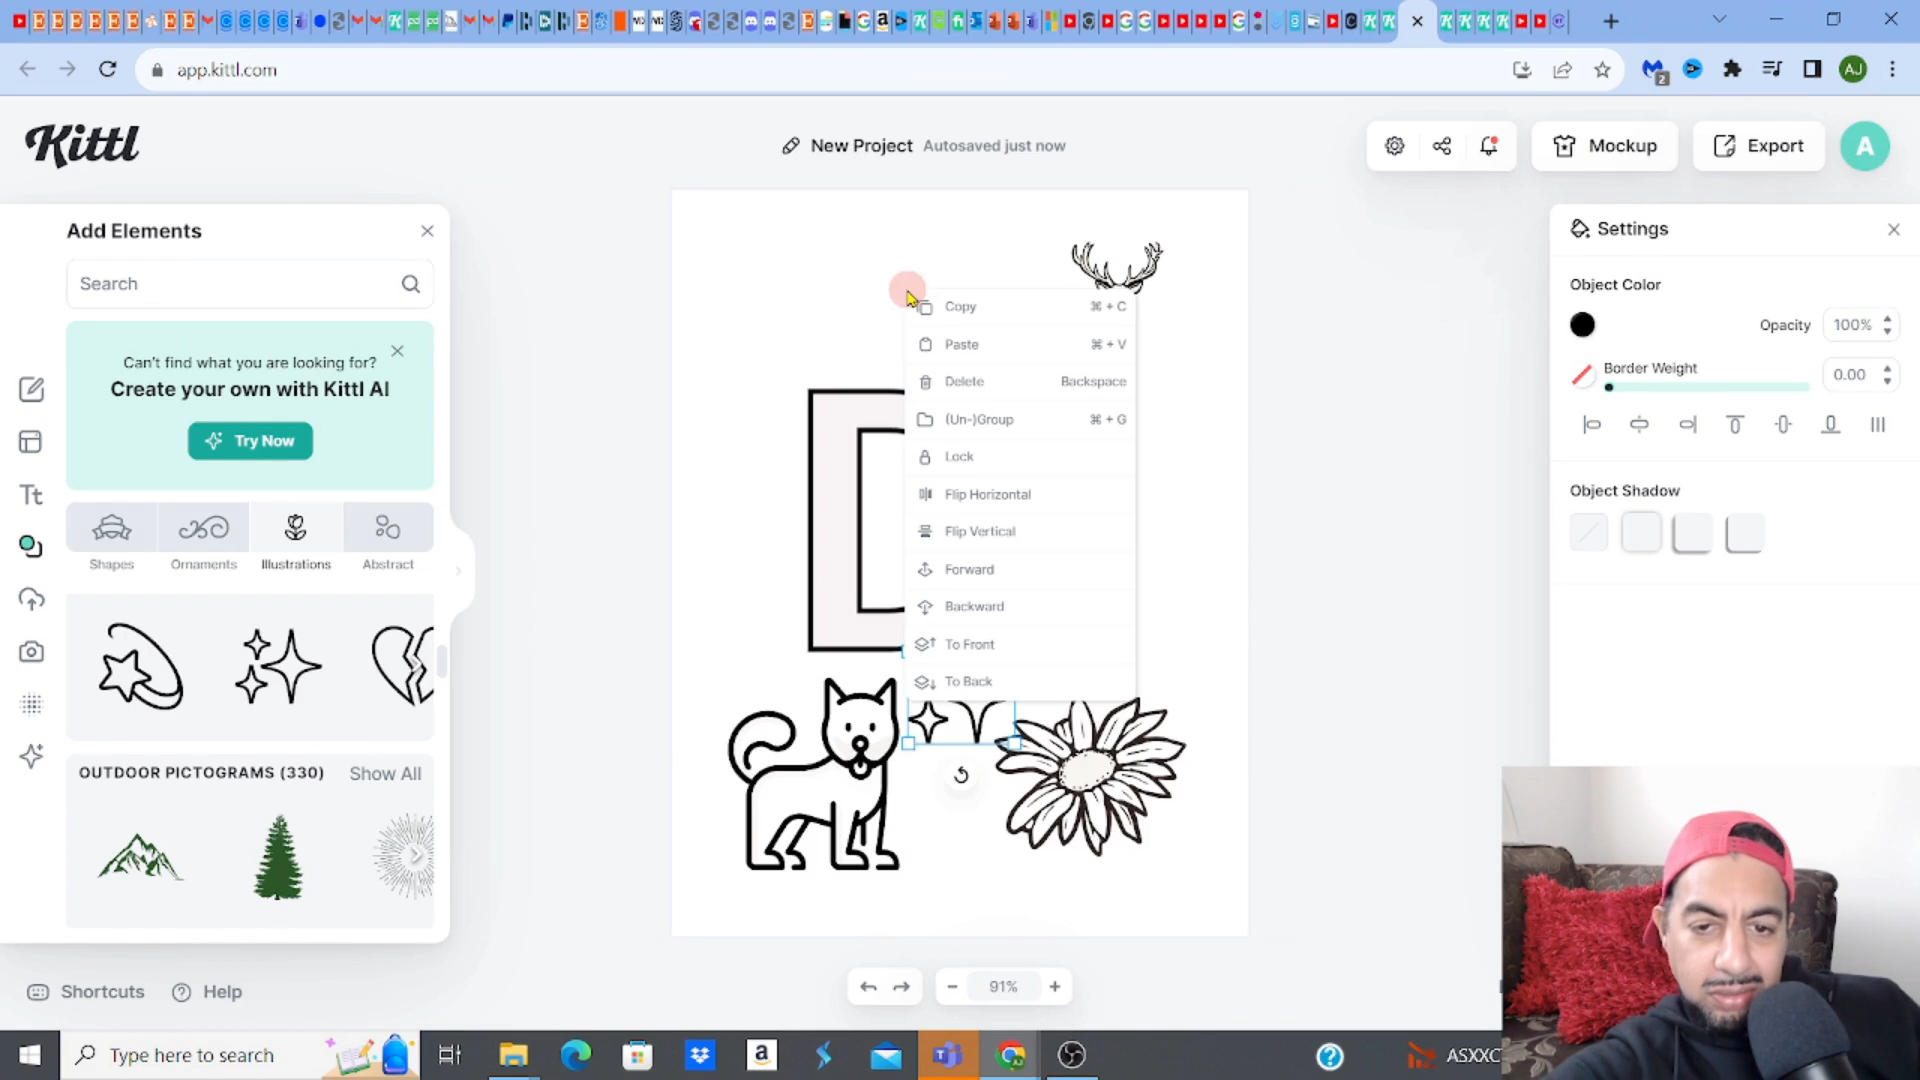 app.kittl.com
2
AJ
Kittl
New Project Autosaved just now
Mockup
Export
A
Add Elements
Search
Can't find what you are looking for?
Create your own with Kittl AI
Try Now
Shapes
Ornaments
Illustrations
Abstract
OUTDOOR PICTOGRAMS (330) Show All
Tt
Copy ⌘ + C
Paste ⌘ + V
Delete Backspace
(Un-)Group ⌘ + G
Lock
Flip Horizontal
Flip Vertical
Forward
Backward
To Front
To Back
Settings
Object Color
Opacity 100%
Border Weight 0.00
Object Shadow
Shortcuts
Help
91%
Type here to search
ASXXC